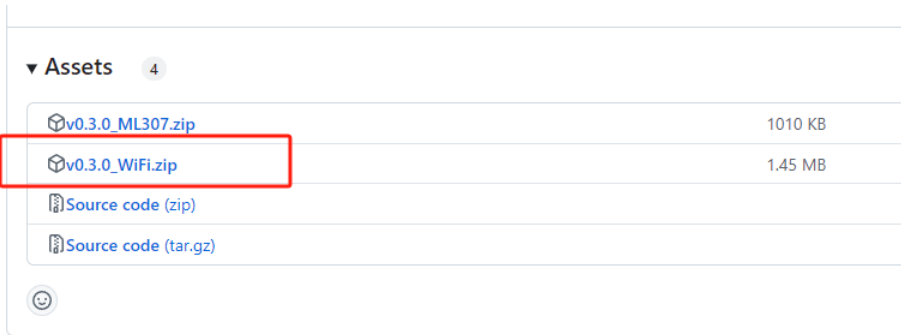 Assets 4
v0.3.0_ML307.zip 1010 KB
v0.3.0_WiFi.zip 1.45 MB
Source code (zip)
Source code (tar.gz)